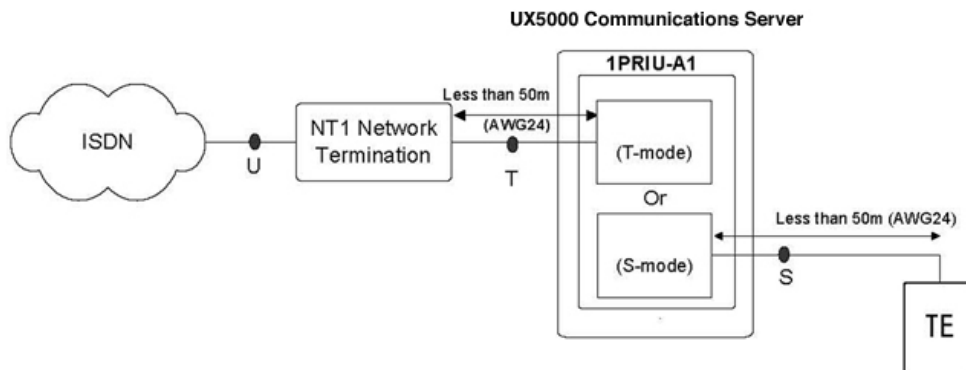 UX5000 Communications Server
1PRIU-A1
Less than 50m
(AWG24)
ISDN
U
NT1 Network
Termination
T
(T-mode)
Or
(S-mode)
Less than 50m (AWG24)
S
TE